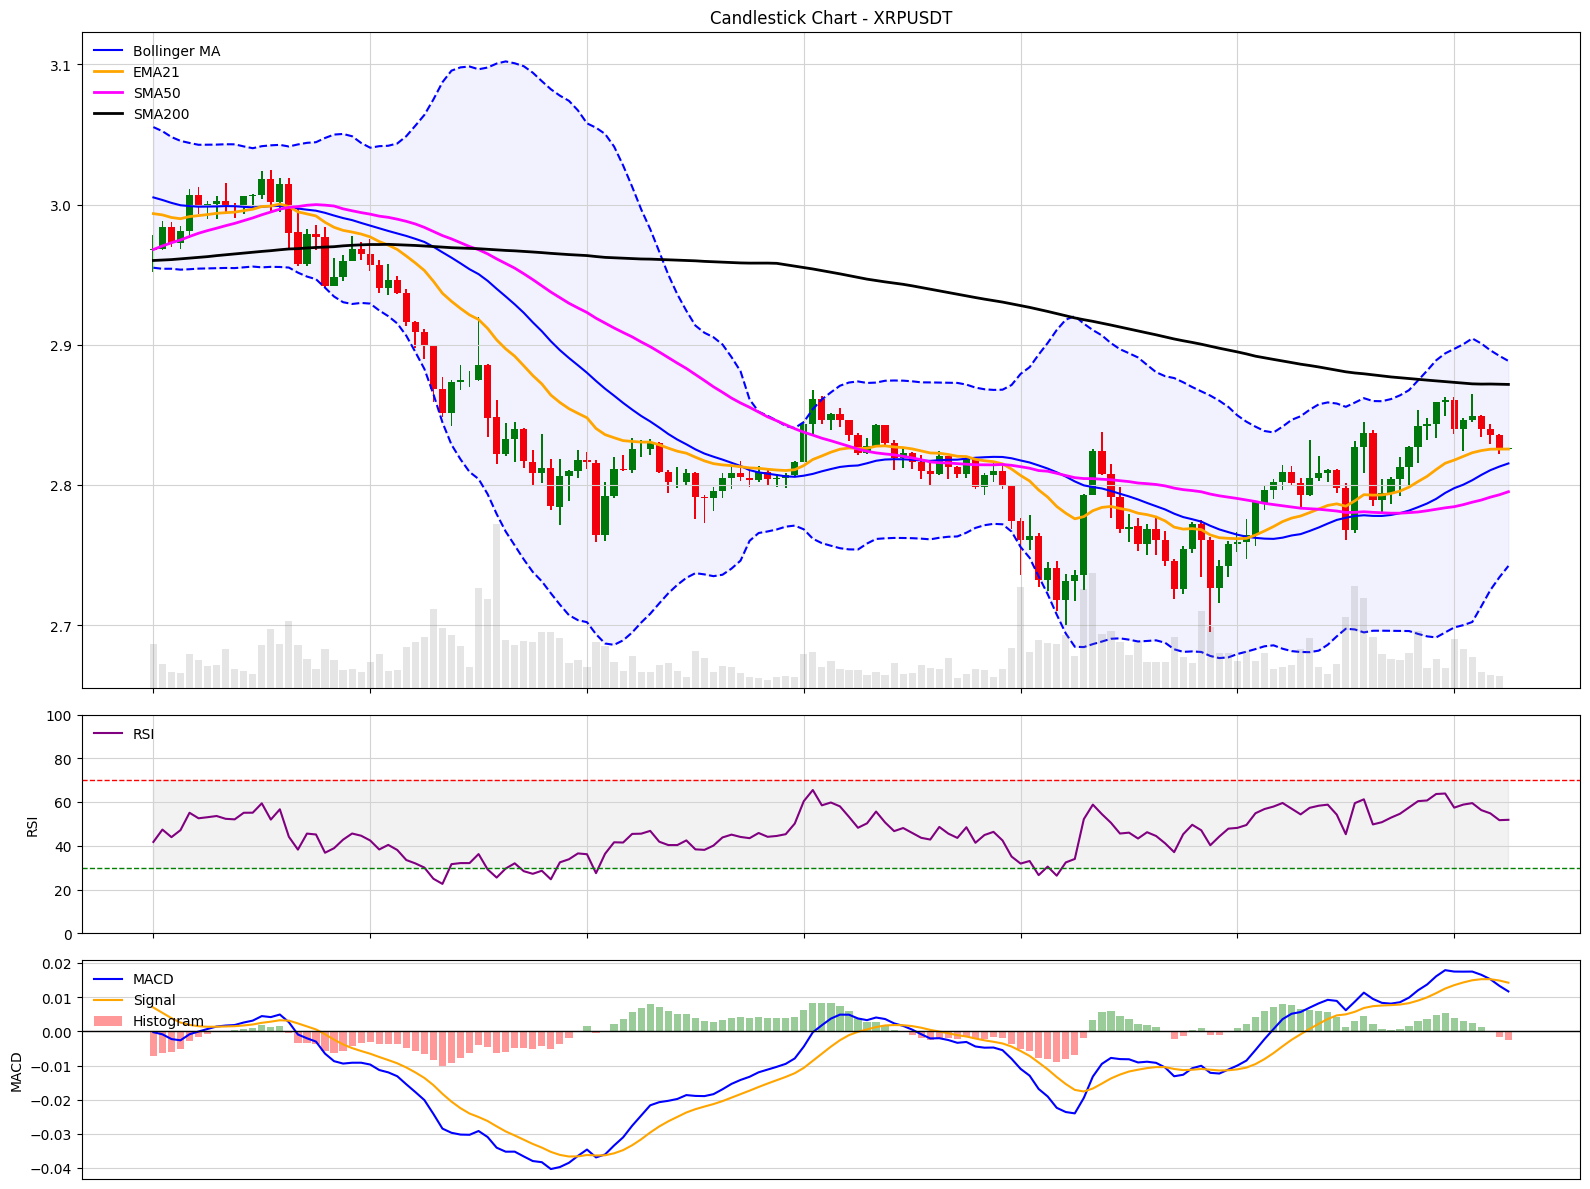 Candlestick Chart - XRPUSDT
Bollinger MA
EMA21
SMA50
SMA200
3.1
3.0
2.9
2.8
2.7
RSI
100
80
60
40
20
0
RSI
MACD
Signal
Histogram
0.02
0.01
0.00
−0.01
−0.02
−0.03
−0.04
MACD